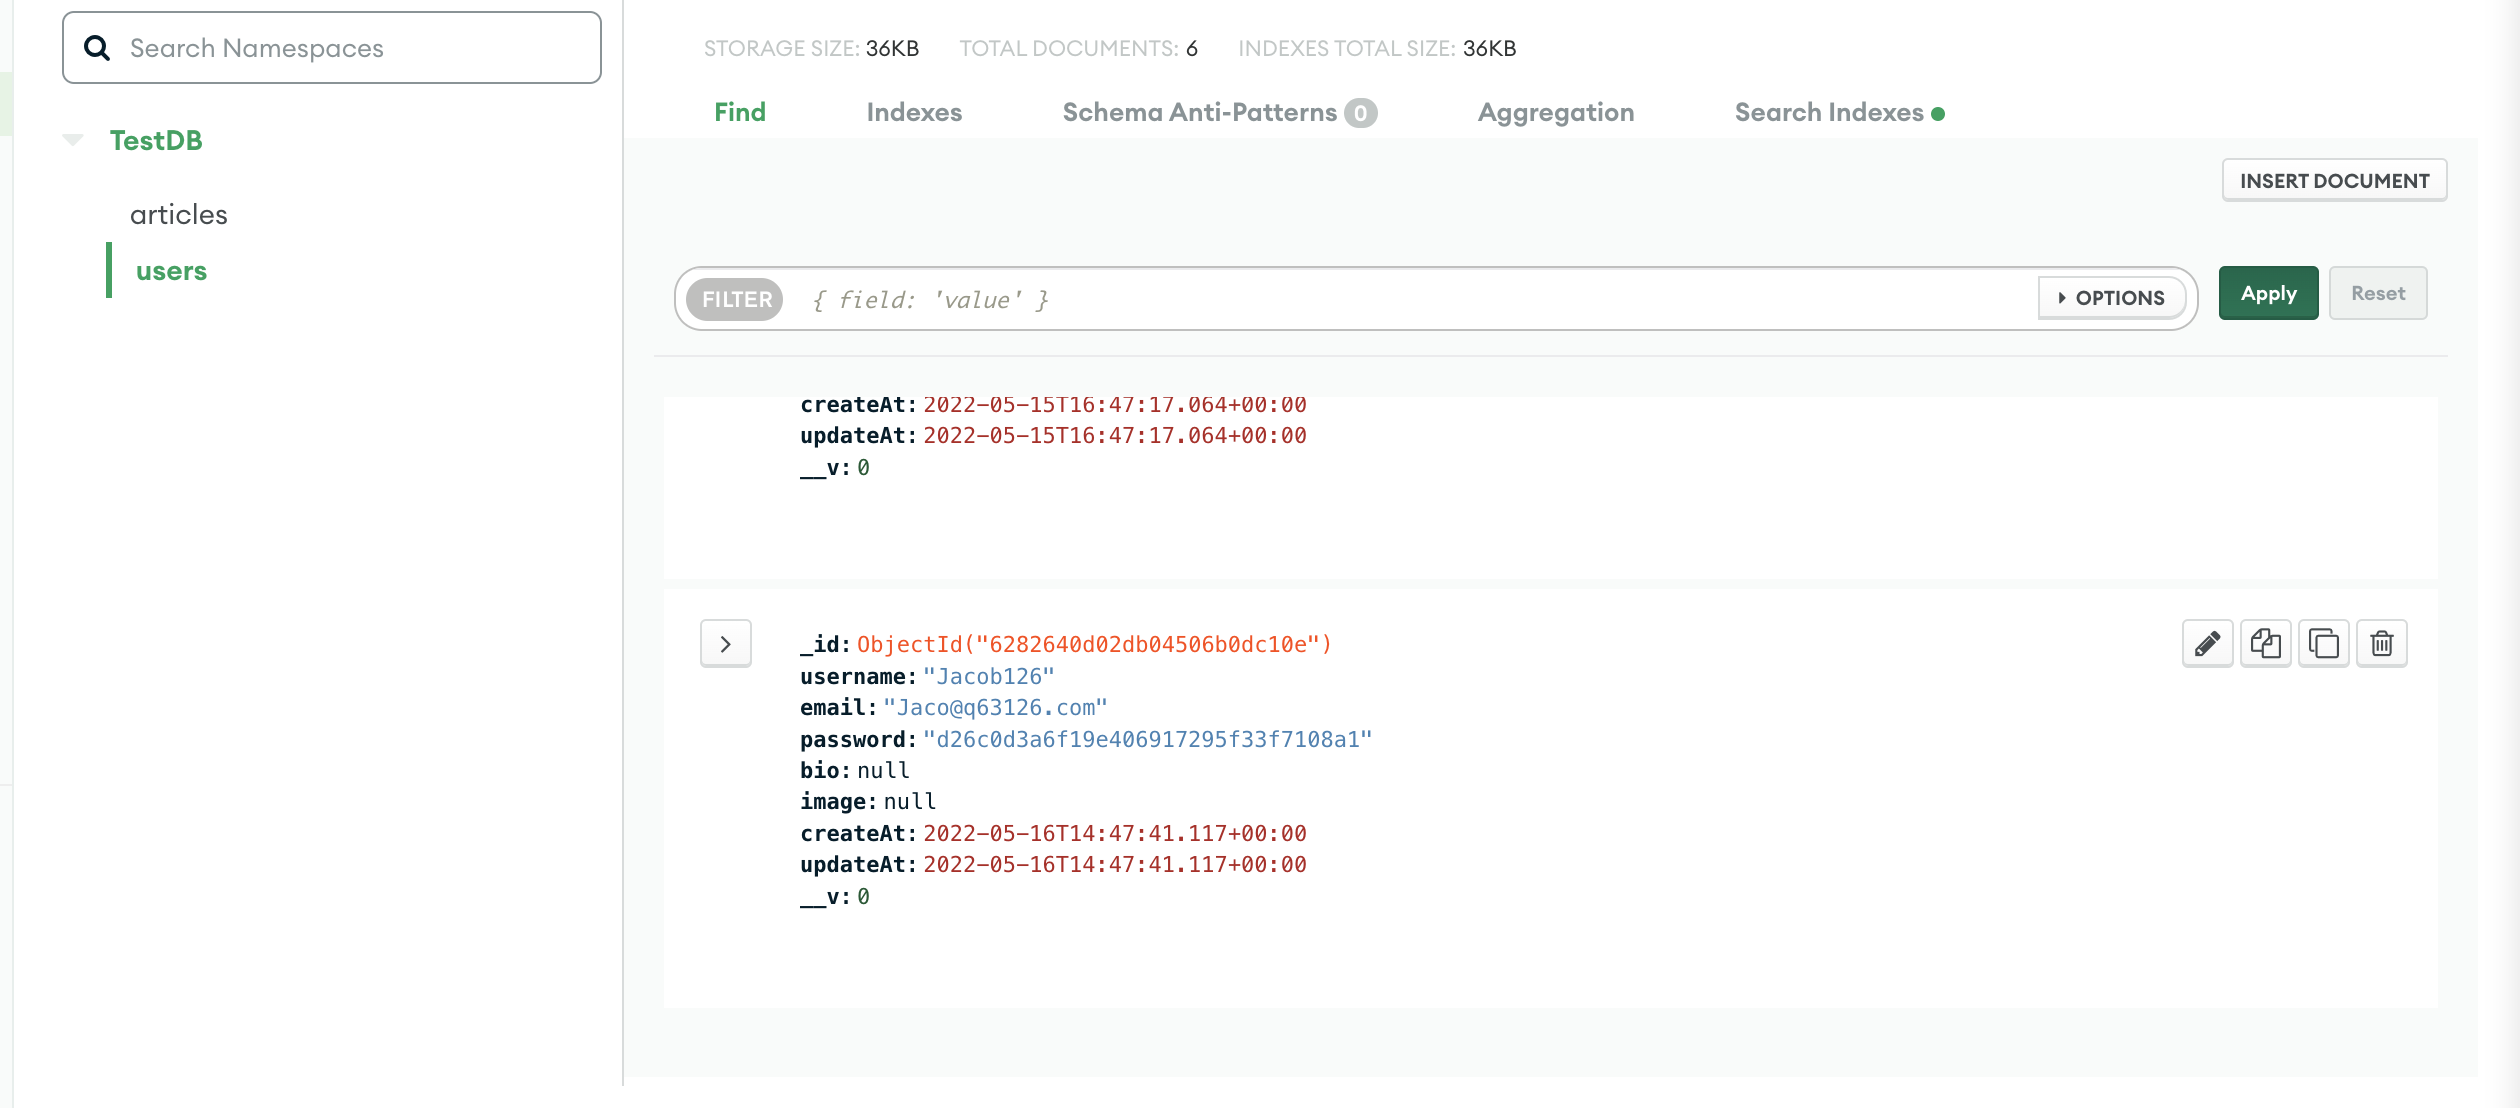 Search Namespaces
TestDB
articles
users
STORAGE SIZE: 36KB TOTAL DOCUMENTS: 6 INDEXES TOTAL SIZE: 36KB
Find Indexes Schema Anti-Patterns 0 Aggregation Search Indexes
INSERT DOCUMENT
FILTER { field: 'value' } OPTIONS Apply Reset
createAt: 2022-05-15T16:47:17.064+00:00
updateAt: 2022-05-15T16:47:17.064+00:00
__v: 0
_id: ObjectId("6282640d02db04506b0dc10e")
username: "Jacob126"
email: "Jaco@q63126.com"
password: "d26c0d3a6f19e406917295f33f7108a1"
bio: null
image: null
createAt: 2022-05-16T14:47:41.117+00:00
updateAt: 2022-05-16T14:47:41.117+00:00
__v: 0